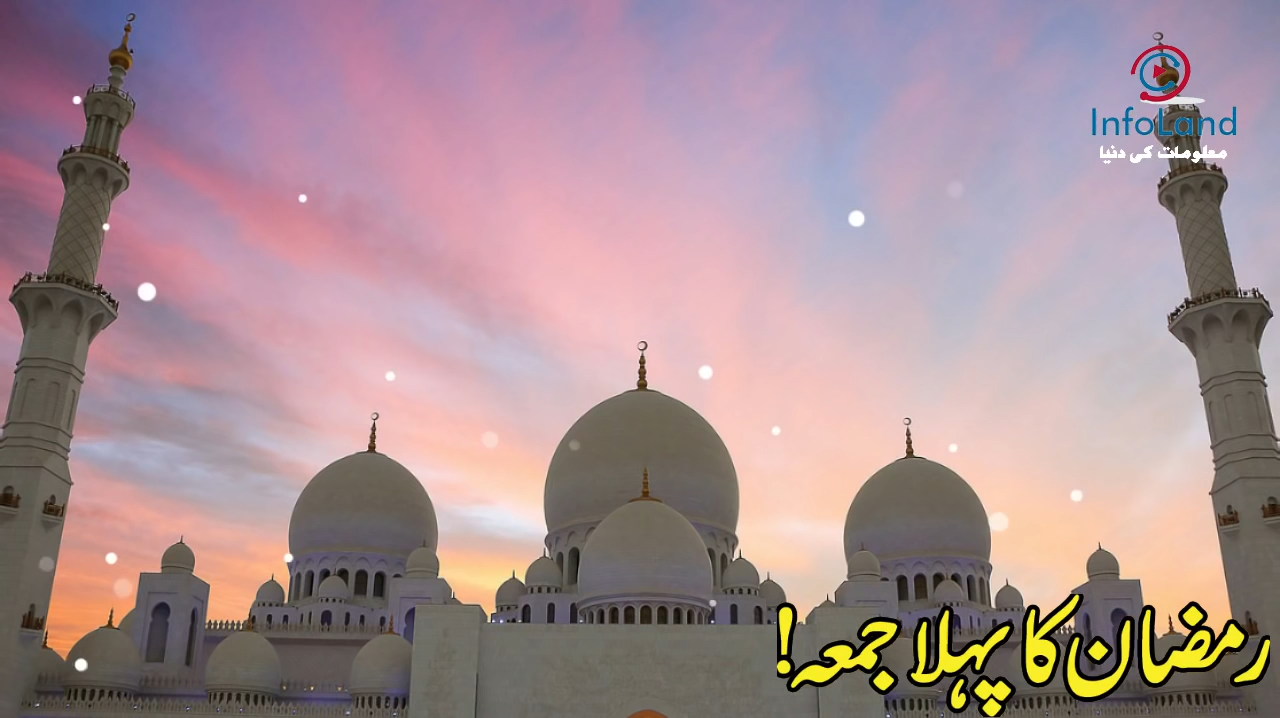 InfoLand
معلومات کی دنیا
رمضان کا پہلا جمعہ!